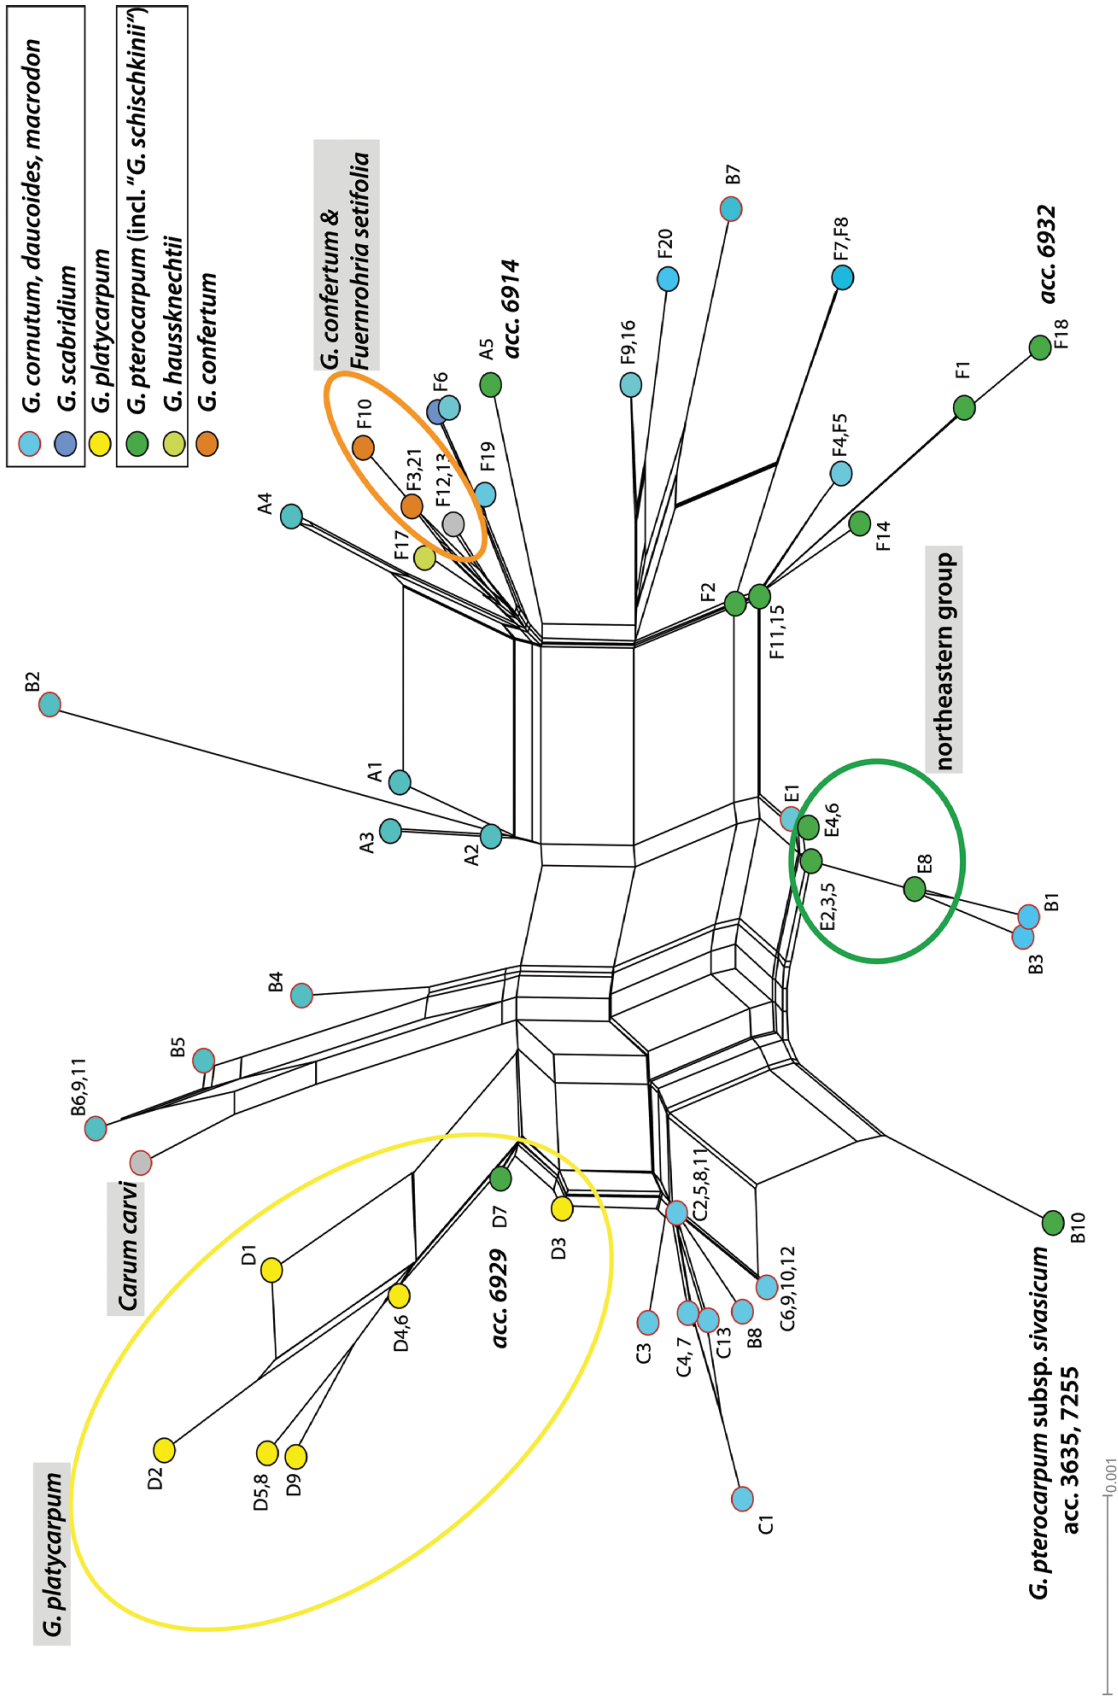 G. cornutum, daucoides, macrodon
G. scabridium
G. platycarpum
G. pterocarpum (incl. "G. schischkinii")
G. haussknechtii
G. confertum
G. confertum &
Fuernrohria setifolia
acc. 6914
acc. 6932
northeastern group
Carum carvi
G. platycarpum
acc. 6929
G. pterocarpum subsp. sivasicum
acc. 3635, 7255
B7
F20
F7,F8
F18
F1
F9,16
A5
F6
F10
F3,21
F12,13
F19
F17
A4
F4,F5
F14
F2
F11,15
B2
A1
A3
A2
E1
E4,6
E2,3,5
E8
B1
B3
B4
B5
B6,9,11
D7
D3
D1
D4,6
D2
D5,8
D9
C2,5,8,11
C3
C4, 7
C13
B8
C6,9,10,12
C1
B10
0.001